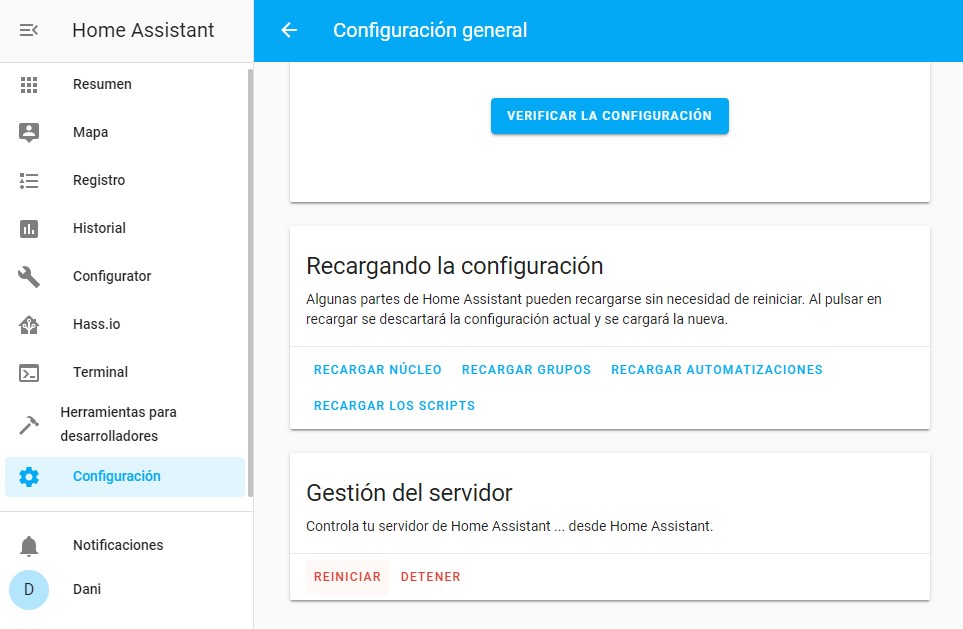 Home Assistant
Resumen
Mapa
Registro
Historial
Configurator
Hass.io
Terminal
Herramientas para
desarrolladores
Configuración
Notificaciones
D
Dani
Configuración general
VERIFICAR LA CONFIGURACIÓN
Recargando la configuración
Algunas partes de Home Assistant pueden recargarse sin necesidad de reiniciar. Al pulsar en
recargar se descartará la configuración actual y se cargará la nueva.
RECARGAR NÚCLEO RECARGAR GRUPOS RECARGAR AUTOMATIZACIONES
RECARGAR LOS SCRIPTS
Gestión del servidor
Controla tu servidor de Home Assistant ... desde Home Assistant.
REINICIAR DETENER